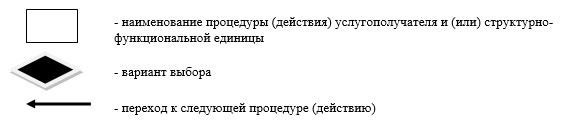 - наименование процедуры (действия) услугополучателя и (или) структурно-
функциональной единицы
- вариант выбора
- переход к следующей процедуре (действию)